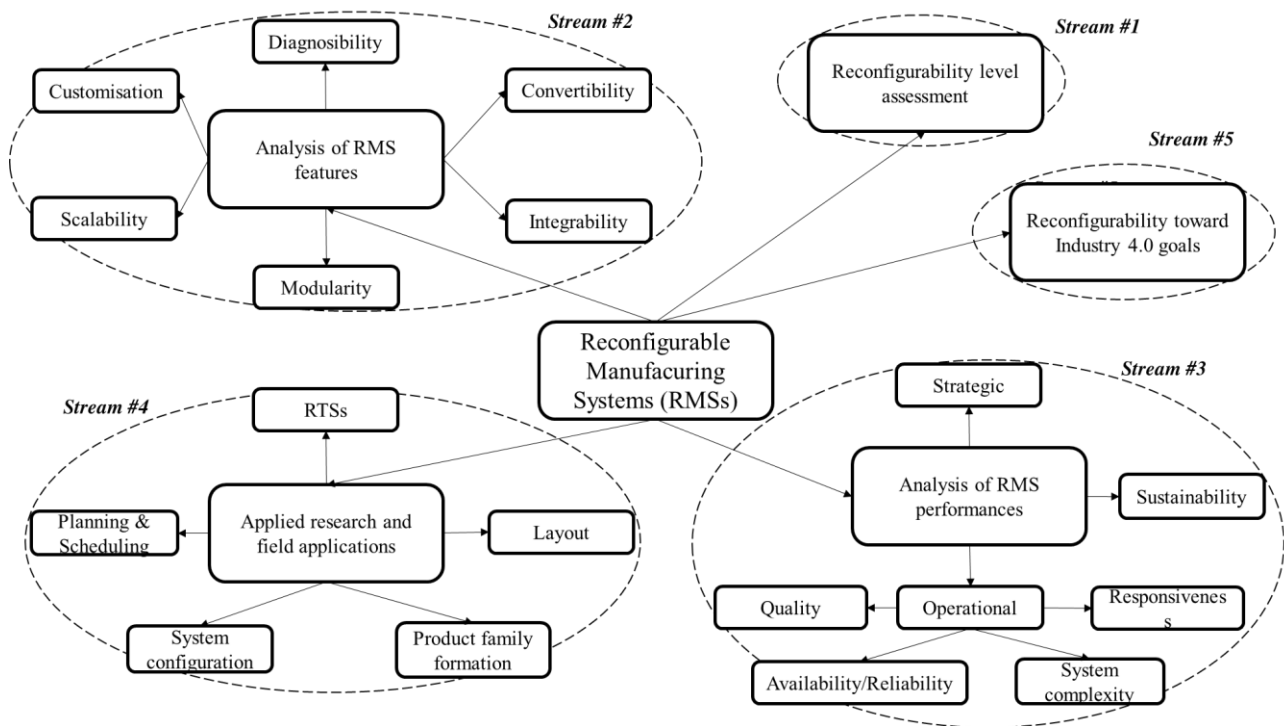 Stream #2
Diagnosibility
Customisation
Convertibility
Analysis of RMS
features
Scalability
Integrability
Modularity
Stream #1
Reconfigurability level
assessment
Stream #5
Reconfigurability toward
Industry 4.0 goals
Reconfigurable
Manufacuring
Systems (RMSs)
Stream #4
RTSs
Planning &
Scheduling
Applied research and
field applications
Layout
System
configuration
Product family
formation
Stream #3
Strategic
Analysis of RMS
performances
Sustainability
Quality
Operational
Responsivenes
s
Availability/Reliability
System
complexity